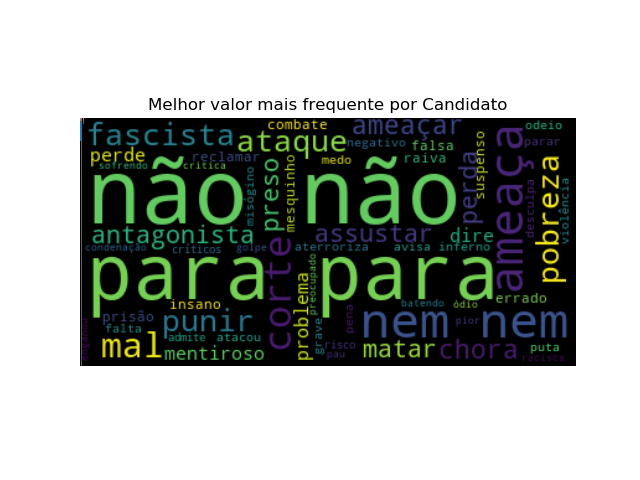 Melhor valor mais frequente por Candidato
fascista
combate
ameaçar
odeio
ataque
perde
reclamar
negativo
falsa
parar
sofrendo
critica
medo
raiva
suspenso
não
não
misógino
preso
mesquinho
perda
ameaça
desculpa
pobreza
violência
antagonista
assustar
dire
condenação
críticos
golpe
aterroriza
avisa
inferno
para
para
corte
problema
preocupado
insano
batendo
ódio
errado
prisão
punir
nem
nem
falta
admite
atacou
grave
pena
pior
enganou
mal
mentiroso
risco
pau
matar
chora
puta
racista